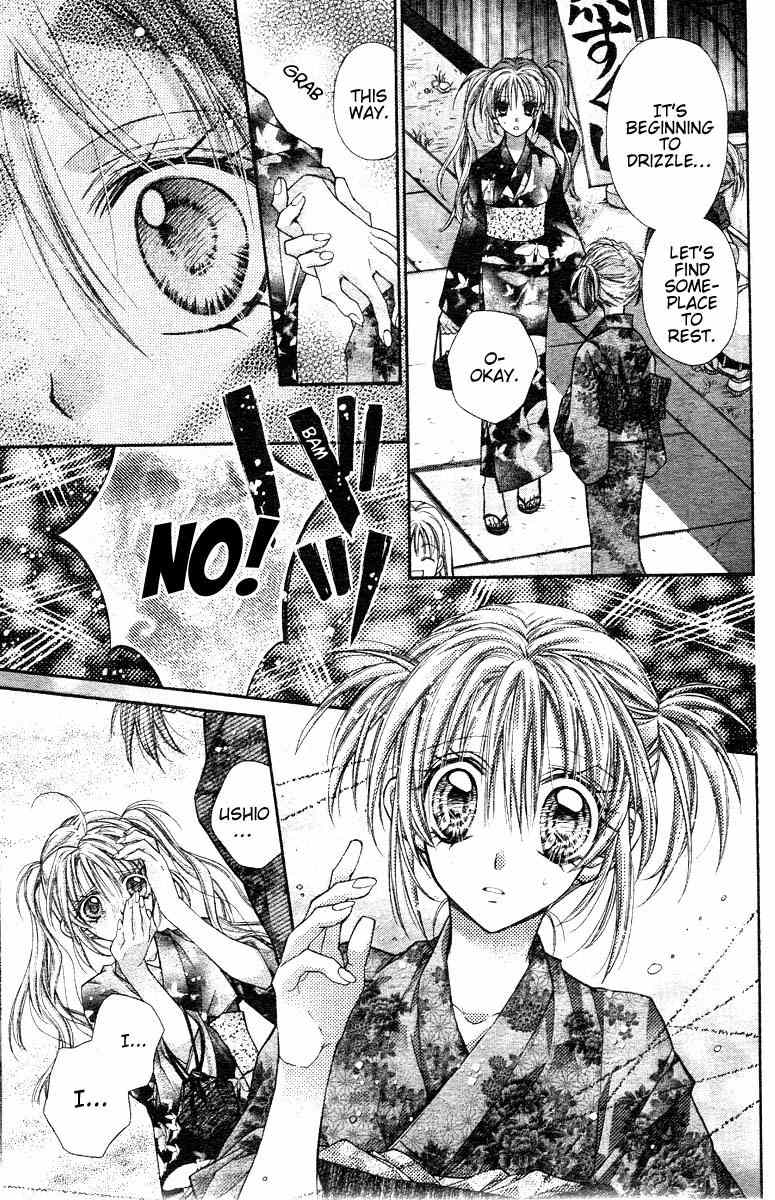 IT'S
BEGINNING
TO
DRIZZLE...
LET'S
FIND
SOME-
PLACE
TO
REST.
O-
OKAY.
THIS
WAY.
GRAB
BAM
NO!
USHIO
...
I...
I...